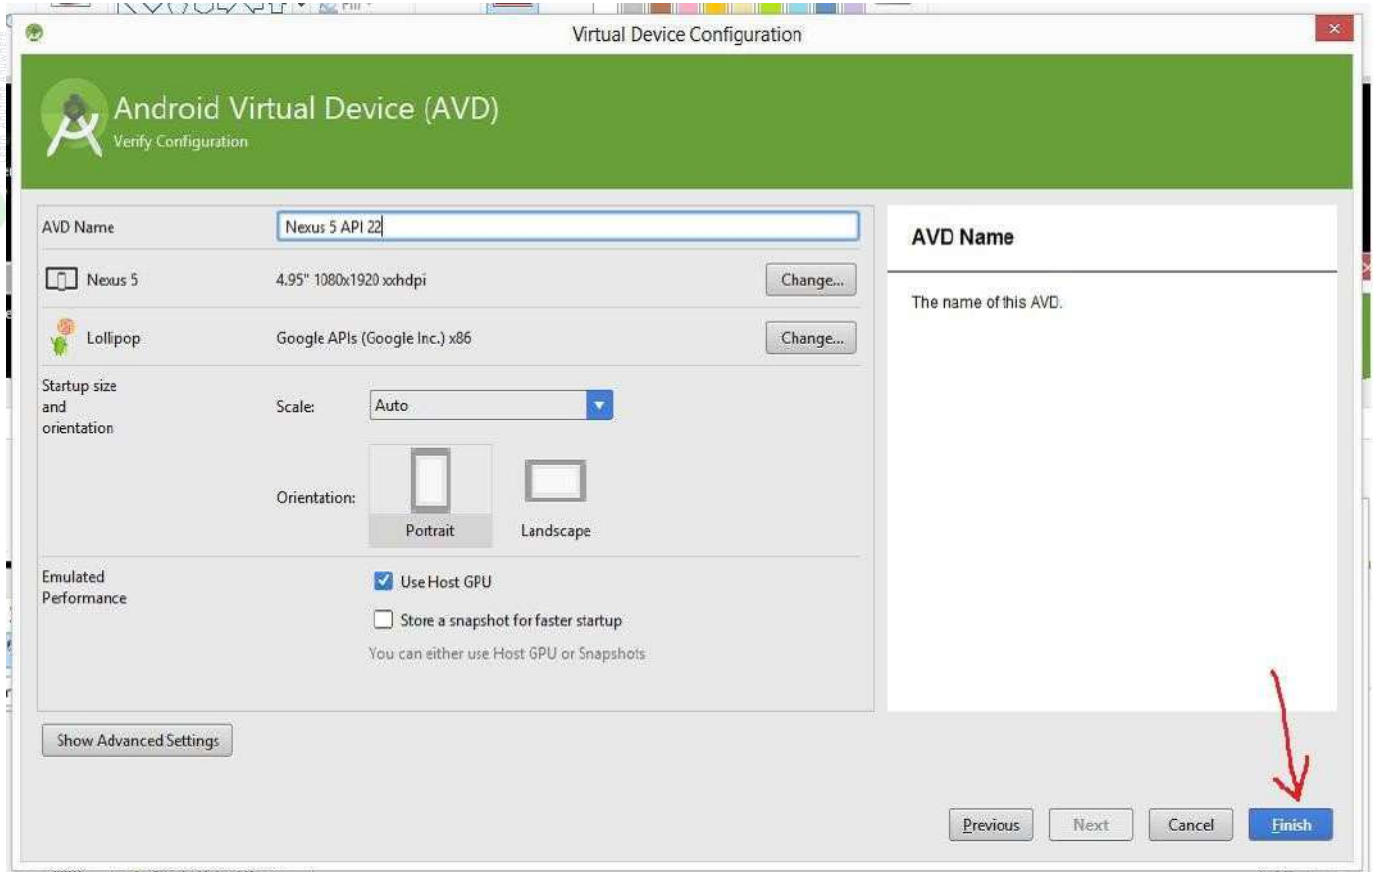 Virtual Device Configuration
Android Virtual Device (AVD)
Verify Configuration
AVD Name
Nexus 5 API 22
Nexus 5
4.95" 1080x1920 xxhdpi
Change...
Lollipop
Google APIs (Google Inc.) x86
Change...
Startup size
and
orientation
Scale:
Auto
Orientation:
Portrait
Landscape
Emulated
Performance
Use Host GPU
Store a snapshot for faster startup
You can either use Host GPU or Snapshots
AVD Name
The name of this AVD.
Show Advanced Settings
Previous
Next
Cancel
Finish